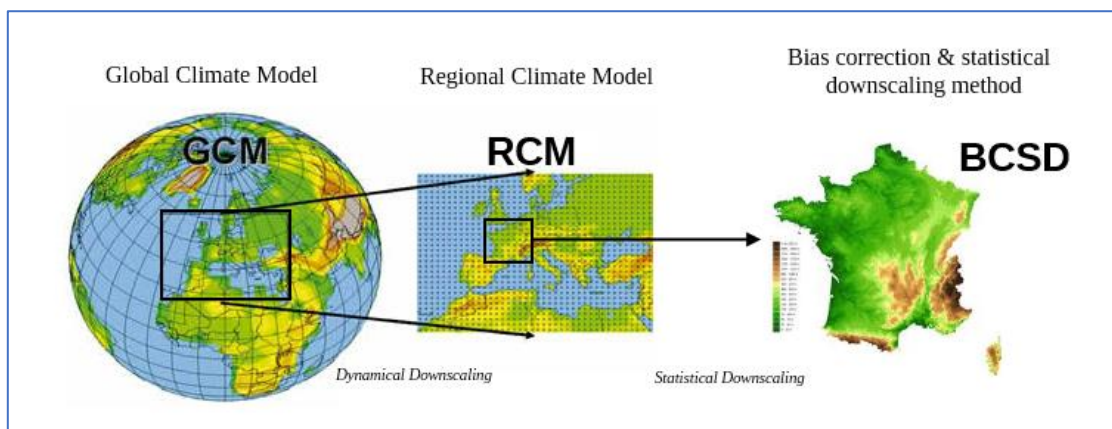 Global Climate Model
Regional Climate Model
Bias correction & statistical
downscaling method
GCM
RCM
BCSD
Dynamical Downscaling
Statistical Downscaling